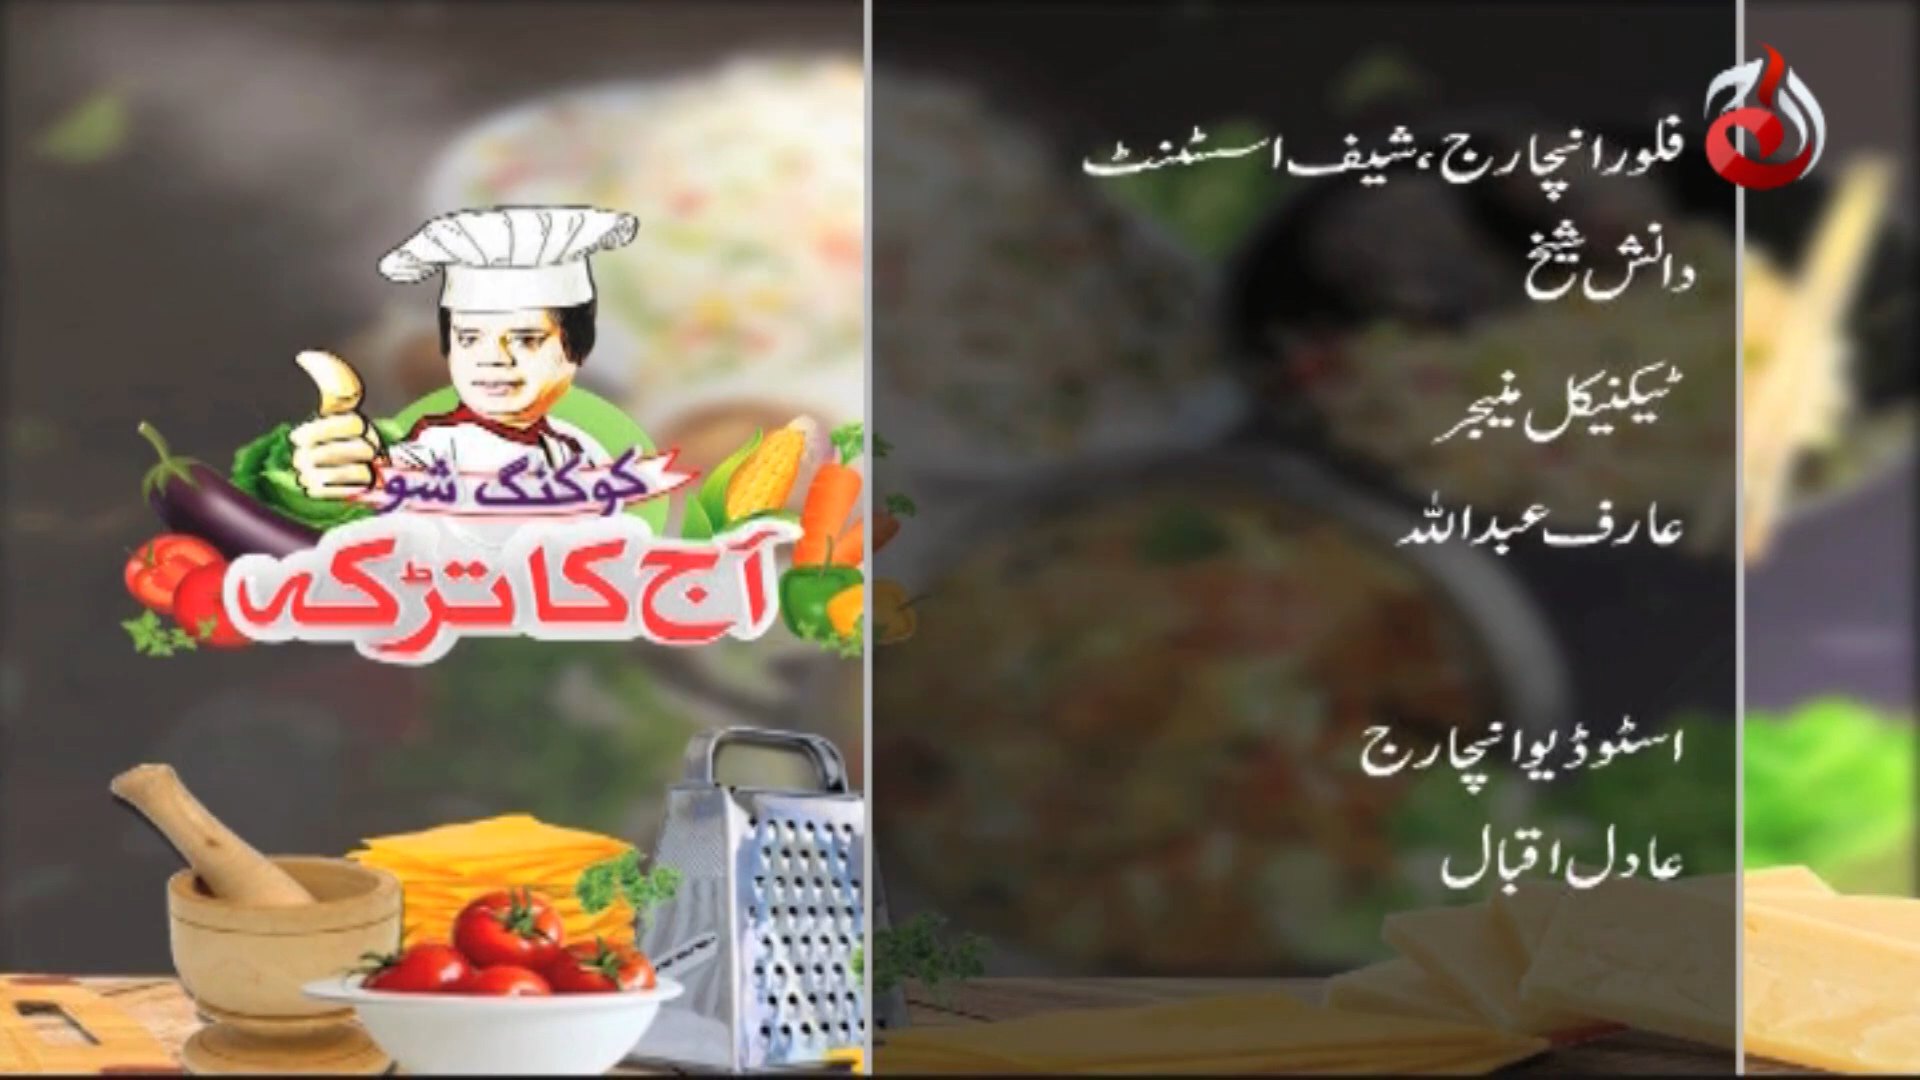 کوکنگ شو
آج کا تڑکہ
آج
فلور انچارج، شیف اسسٹنٹ
دانش شیخ
ٹیکنیکل منیجر
عارف عبداللہ
اسٹوڈیو انچارج
عادل اقبال